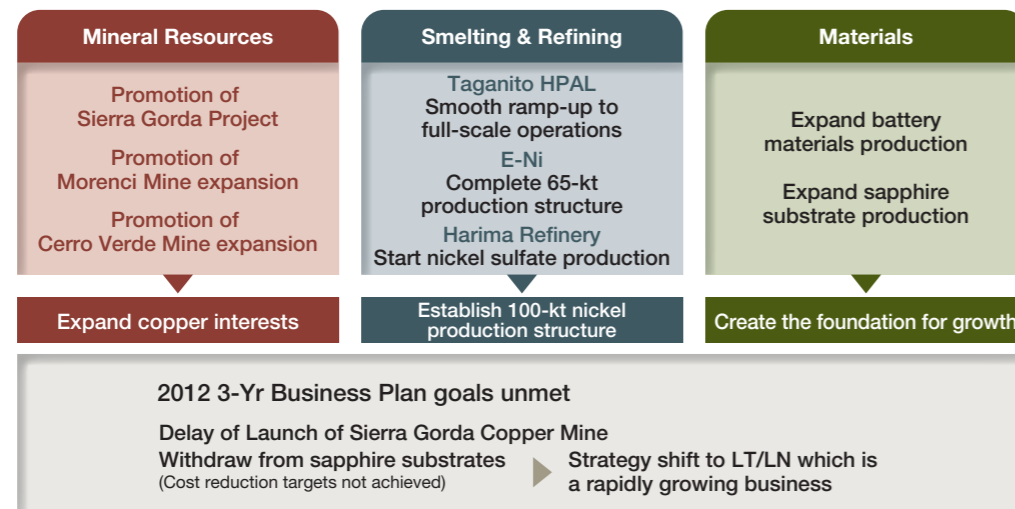 Mineral Resources
Promotion of
Sierra Gorda Project
Promotion of
Morenci Mine expansion
Promotion of
Cerro Verde Mine expansion
Expand copper interests
Smelting & Refining
Taganito HPAL
Smooth ramp-up to
full-scale operations
E-Ni
Complete 65-kt
production structure
Harima Refinery
Start nickel sulfate production
Establish 100-kt nickel
production structure
Materials
Expand battery
materials production
Expand sapphire
substrate production
Create the foundation for growth
2012 3-Yr Business Plan goals unmet
Delay of Launch of Sierra Gorda Copper Mine
Withdraw from sapphire substrates
(Cost reduction targets not achieved)
Strategy shift to LT/LN which is
a rapidly growing business